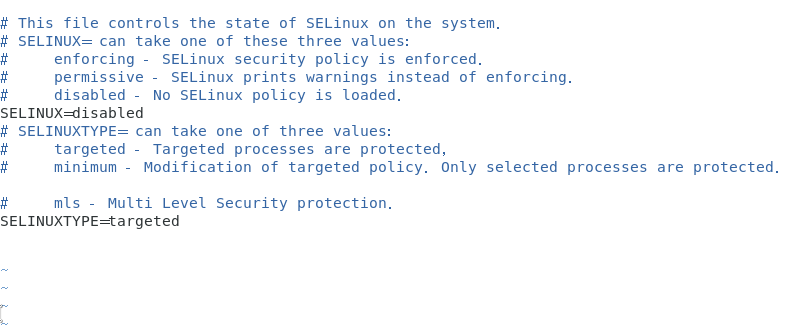 # This file controls the state of SELinux on the system.
# SELINUX= can take one of these three values:
#     enforcing - SELinux security policy is enforced.
#     permissive - SELinux prints warnings instead of enforcing.
#     disabled - No SELinux policy is loaded.
SELINUX=disabled
# SELINUXTYPE= can take one of three values:
#     targeted - Targeted processes are protected,
#     minimum - Modification of targeted policy. Only selected processes are protected.
#     mls - Multi Level Security protection.
SELINUXTYPE=targeted
~
~
~
~